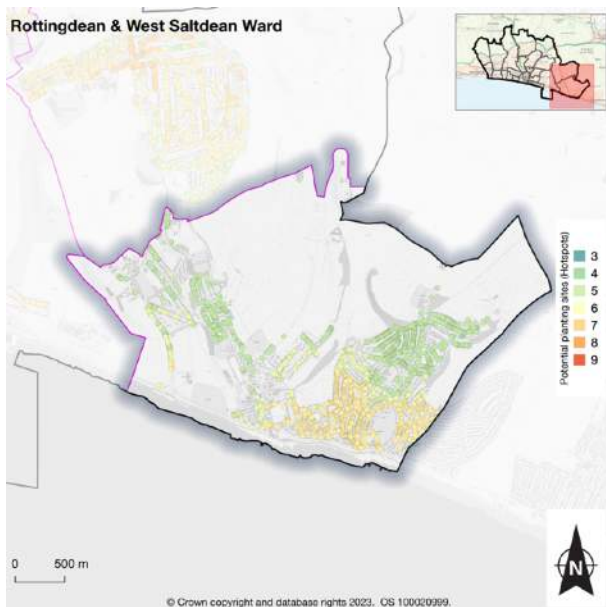 Rottingdean & West Saltdean Ward
Potential planting sites (Hotspots)
3
4
5
6
7
8
9
0 500 m
N
© Crown copyright and database rights 2023. OS 100020999.